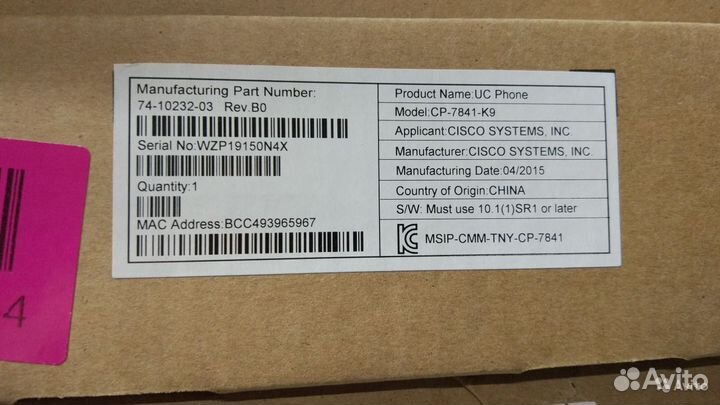 Manufacturing Part Number:
74-10232-03 Rev.B0
Serial No:WZP19150N4X
Quantity:1
MAC Address:BCC493965967
Product Name:UC Phone
Model:CP-7841-K9
Applicant:CISCO SYSTEMS, INC.
Manufacturer:CISCO SYSTEMS, INC.
Manufacturing Date:04/2015
Country of Origin:CHINA
S/W: Must use 10.1(1)SR1 or later
MSIP-CMM-TNY-CP-7841
4
Avito